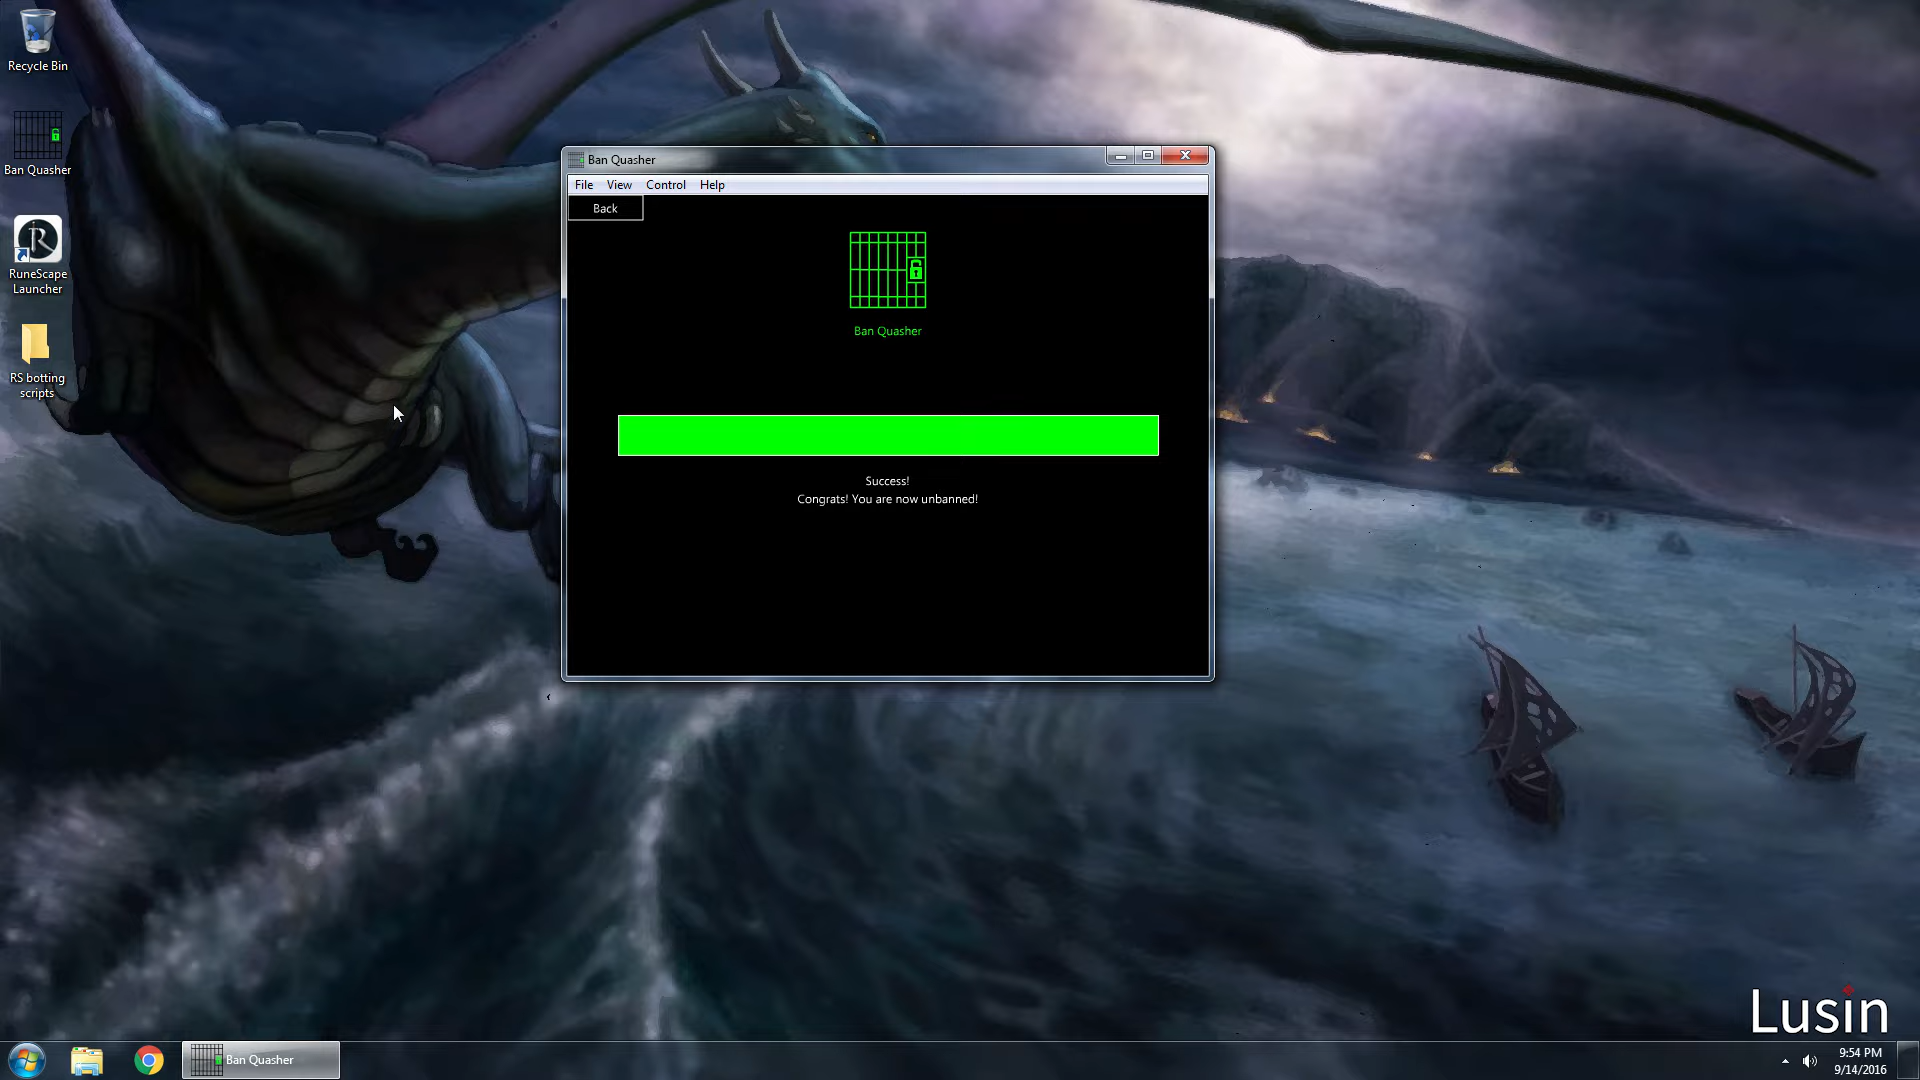 Recycle Bin
Ban Quasher
RuneScape
Launcher
RS botting
scripts
Ban Quasher
File View Control Help
Back
Ban Quasher
Success!
Congrats! You are now unbanned!
Lusin
Ban Quasher
9:54 PM
9/14/2016